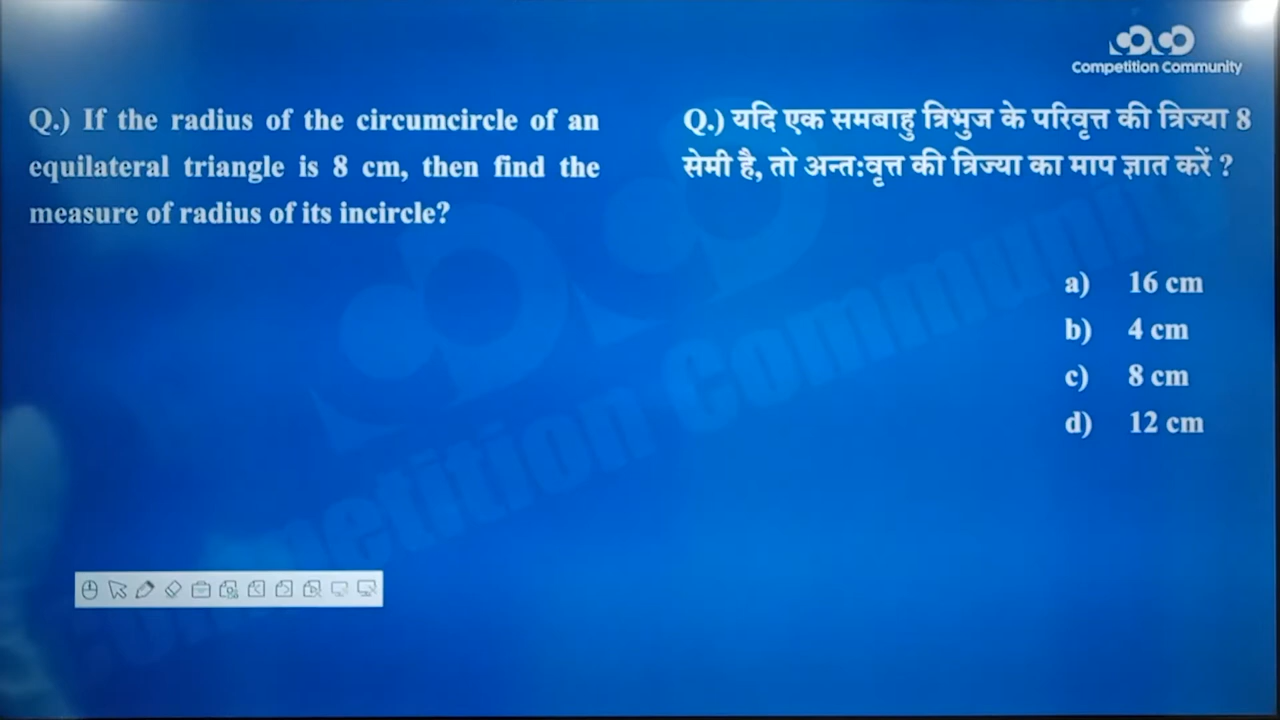 Competition Community
Q.) If the radius of the circumcircle of an
equilateral triangle is 8 cm, then find the
measure of radius of its incircle?
Q.) यदि एक समबाहु त्रिभुज के परिवृत्त की त्रिज्या 8
सेमी है, तो अन्त:वृत्त की त्रिज्या का माप ज्ञात करें ?
a) 16 cm
b) 4 cm
c) 8 cm
d) 12 cm
Competition Community